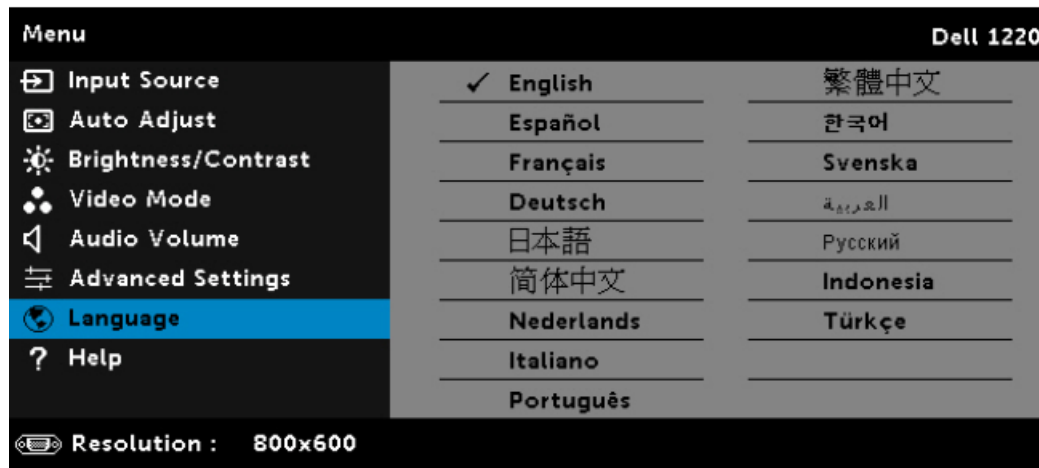 Menu
Dell 1220
Input Source
Auto Adjust
Brightness/Contrast
Video Mode
Audio Volume
Advanced Settings
Language
? Help
✓ English
Español
Français
Deutsch
日本語
简体中文
Nederlands
Italiano
Português
繁體中文
한국어
Svenska
العربية
Русский
Indonesia
Türkçe
Resolution : 800x600